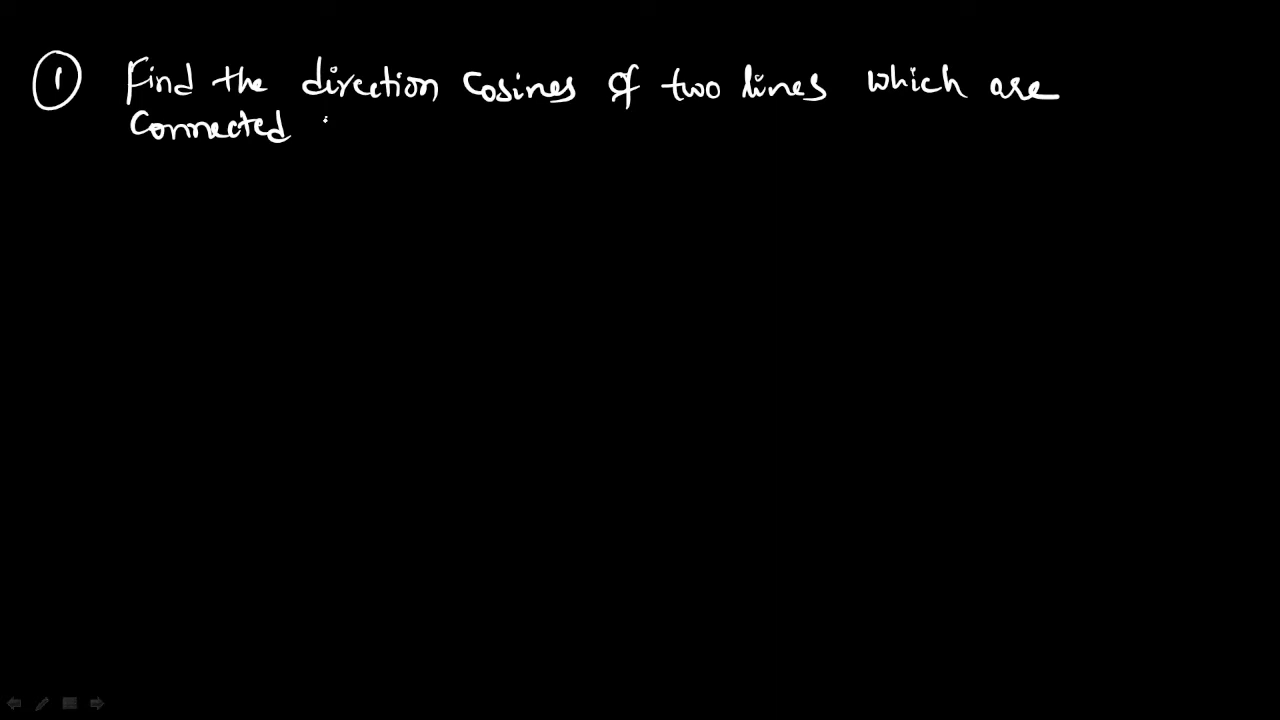 ① Find the direction Cosines of two lines which are
Connected